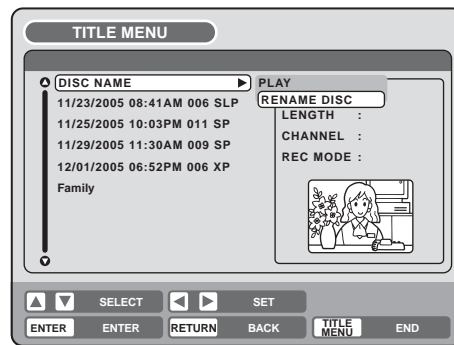 TITLE MENU
DISC NAME
11/23/2005 08:41AM 006 SLP
11/25/2005 10:03PM 011 SP
11/29/2005 11:30AM 009 SP
12/01/2005 06:52PM 006 XP
Family
PLAY
RENAME DISC
LENGTH :
CHANNEL :
REC MODE :
SELECT SET
ENTER ENTER RETURN BACK TITLE MENU END